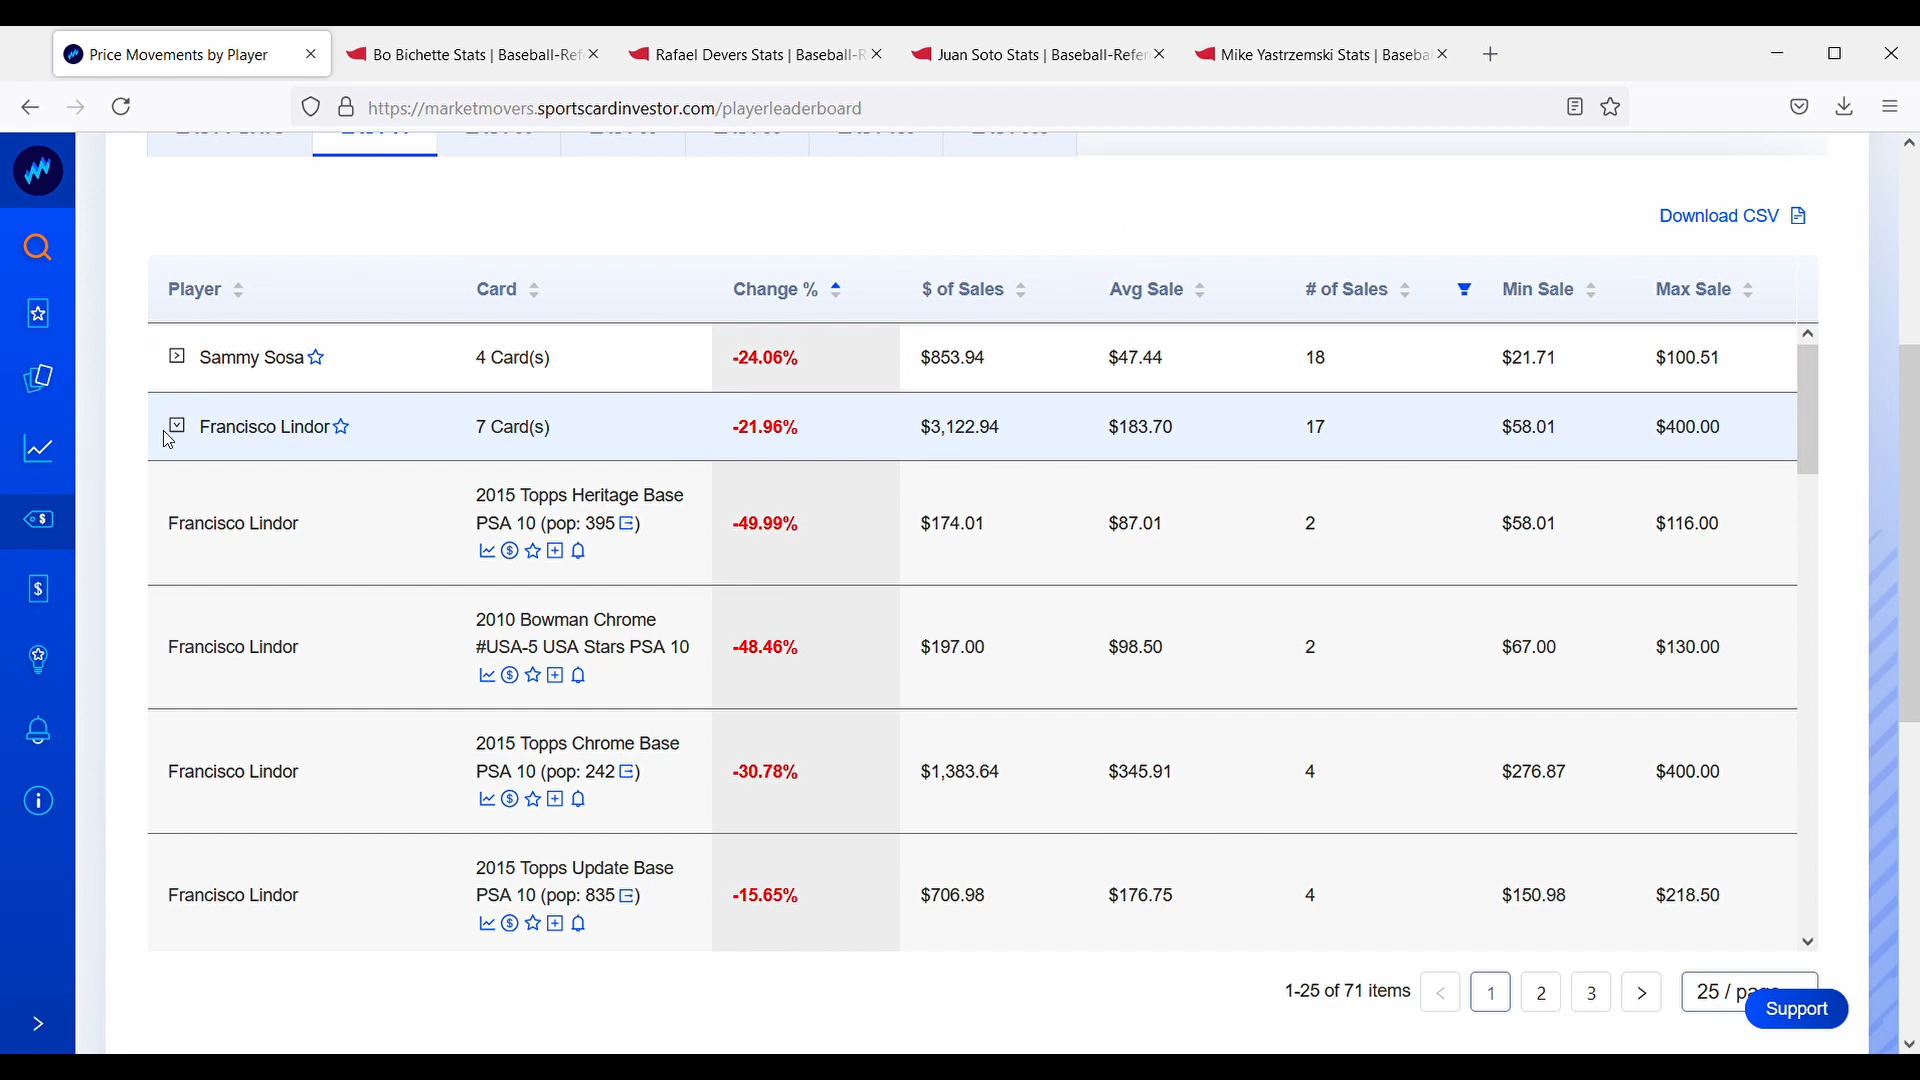 Price Movements by Player
Bo Bichette Stats | Baseball-Ref
Rafael Devers Stats | Baseball-R
Juan Soto Stats | Baseball-Refer
Mike Yastrzemski Stats | Baseba
https://marketmovers.sportscardinvestor.com/playerleaderboard
Download CSV
Player Card Change % $ of Sales Avg Sale # of Sales Min Sale Max Sale
Sammy Sosa 4 Card(s) -24.06% $853.94 $47.44 18 $21.71 $100.51
Francisco Lindor 7 Card(s) -21.96% $3,122.94 $183.70 17 $58.01 $400.00
2015 Topps Heritage Base
Francisco Lindor PSA 10 (pop: 395) -49.99% $174.01 $87.01 2 $58.01 $116.00
2010 Bowman Chrome
Francisco Lindor #USA-5 USA Stars PSA 10 -48.46% $197.00 $98.50 2 $67.00 $130.00
2015 Topps Chrome Base
Francisco Lindor PSA 10 (pop: 242) -30.78% $1,383.64 $345.91 4 $276.87 $400.00
2015 Topps Update Base
Francisco Lindor PSA 10 (pop: 835) -15.65% $706.98 $176.75 4 $150.98 $218.50
1-25 of 71 items < 1 2 3 > 25 /
Support